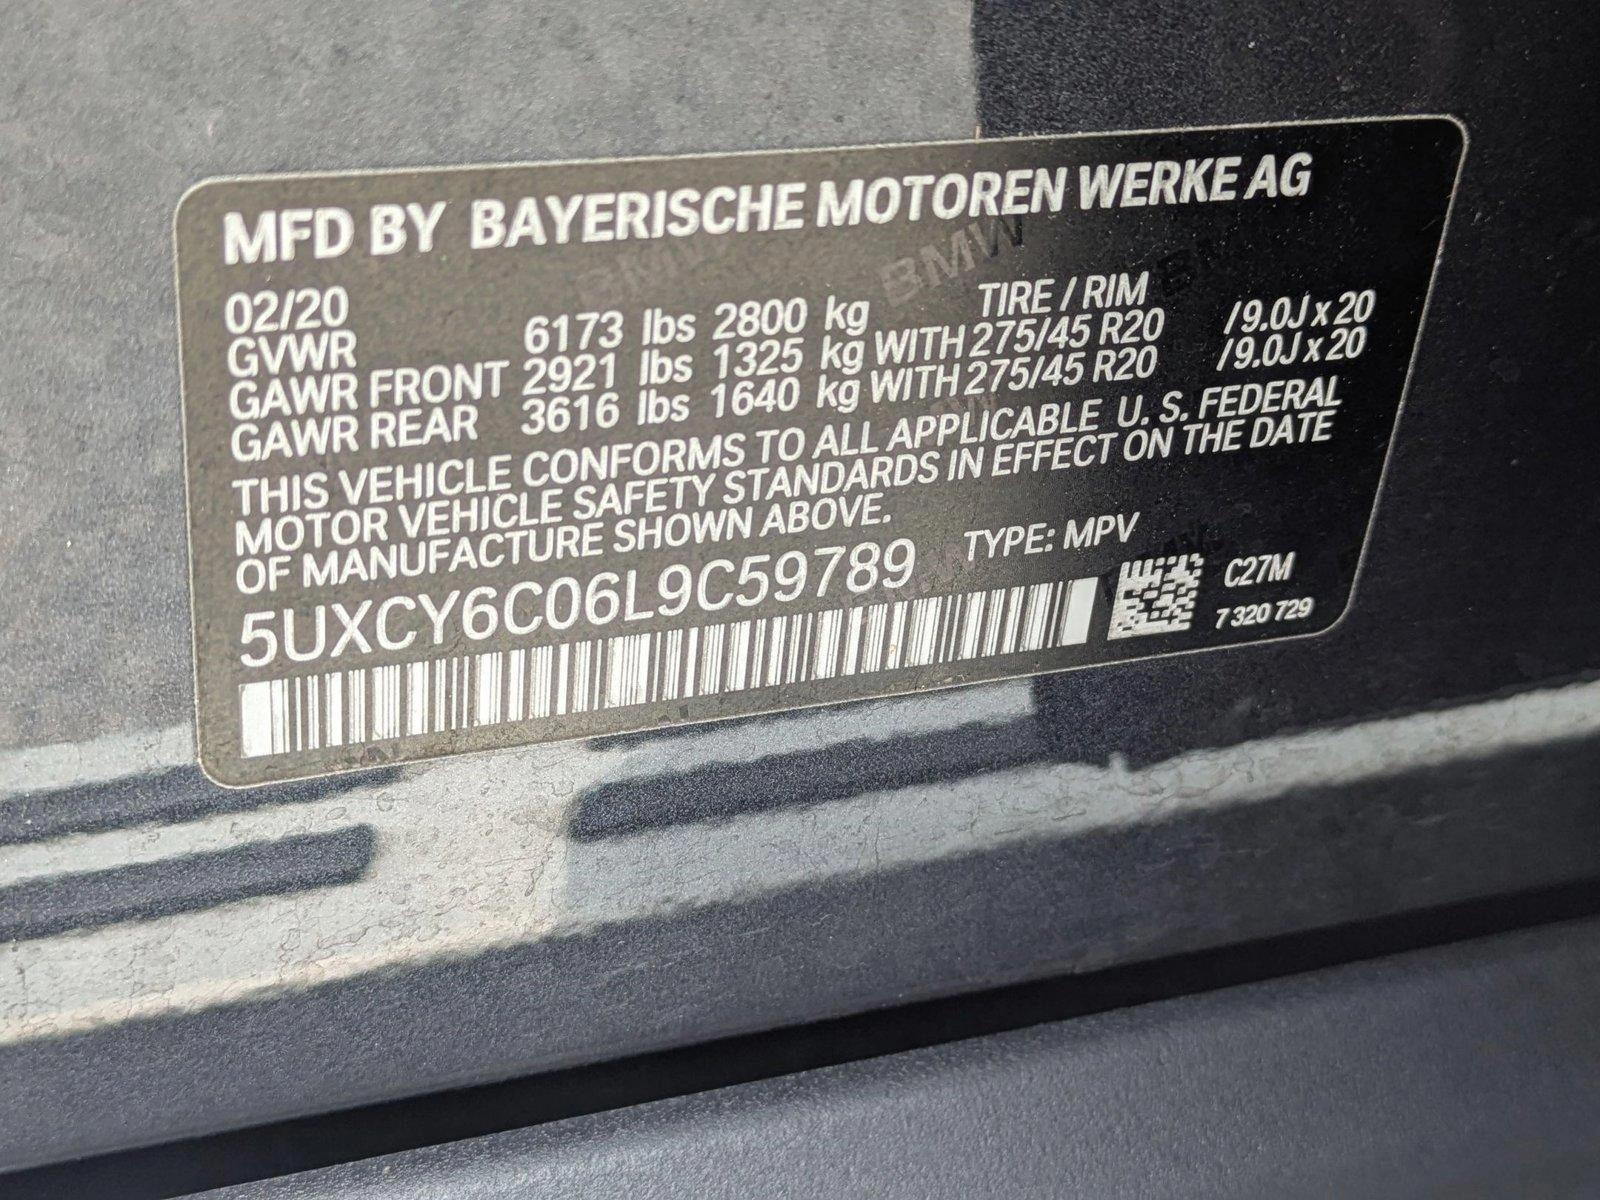 MFD BY BAYERISCHE MOTOREN WERKE AG
02/20 TIRE / RIM
GVWR 6173 lbs 2800 kg
GAWR FRONT 2921 lbs 1325 kg WITH 275/45 R20 /9.0J x 20
GAWR REAR 3616 lbs 1640 kg WITH 275/45 R20 /9.0J x 20
THIS VEHICLE CONFORMS TO ALL APPLICABLE U. S. FEDERAL
MOTOR VEHICLE SAFETY STANDARDS IN EFFECT ON THE DATE
OF MANUFACTURE SHOWN ABOVE.
5UXCY6C06L9C59789 TYPE: MPV
C27M
7 320 729
BMW
BMW
BMW